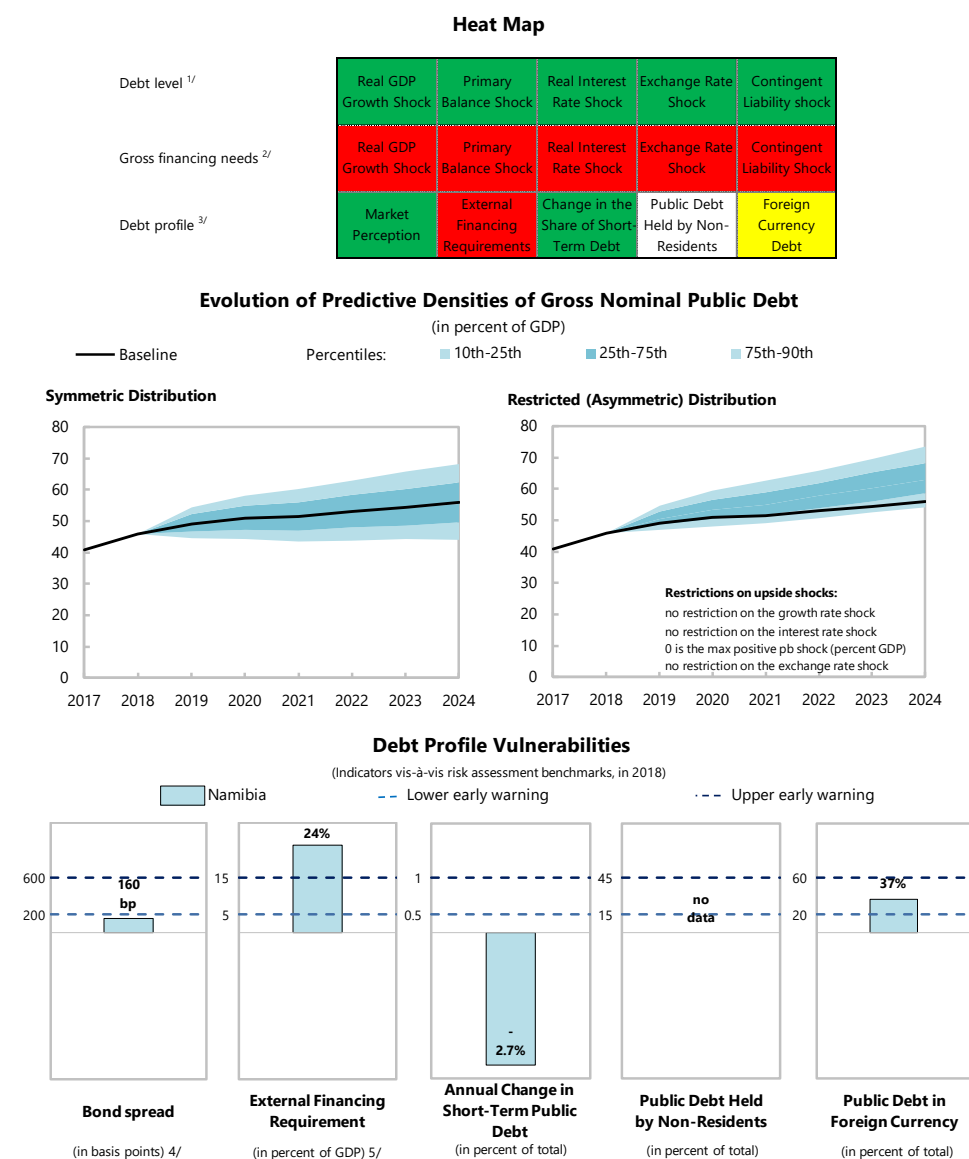 Heat Map
Debt level 1/
Real GDP Growth Shock
Primary Balance Shock
Real Interest Rate Shock
Exchange Rate Shock
Contingent Liability shock
Gross financing needs 2/
Real GDP Growth Shock
Primary Balance Shock
Real Interest Rate Shock
Exchange Rate Shock
Contingent Liability Shock
Debt profile 3/
Market Perception
External Financing Requirements
Change in the Share of Short-Term Debt
Public Debt Held by Non-Residents
Foreign Currency Debt
Evolution of Predictive Densities of Gross Nominal Public Debt
(in percent of GDP)
Baseline Percentiles: 10th-25th 25th-75th 75th-90th
Symmetric Distribution
80
70
60
50
40
30
20
10
0
2017 2018 2019 2020 2021 2022 2023 2024
Restricted (Asymmetric) Distribution
80
70
60
50
40
30
20
10
0
Restrictions on upside shocks:
no restriction on the growth rate shock
no restriction on the interest rate shock
0 is the max positive pb shock (percent GDP)
no restriction on the exchange rate shock
2017 2018 2019 2020 2021 2022 2023 2024
Debt Profile Vulnerabilities
(Indicators vis-à-vis risk assessment benchmarks, in 2018)
Namibia Lower early warning Upper early warning
600
200
160
bp
Bond spread
(in basis points) 4/
24%
15
5
External Financing
Requirement
(in percent of GDP) 5/
1
0.5
-
2.7%
Annual Change in
Short-Term Public
Debt
(in percent of total)
45
15
no
data
Public Debt Held
by Non-Residents
(in percent of total)
60
20
37%
Public Debt in
Foreign Currency
(in percent of total)